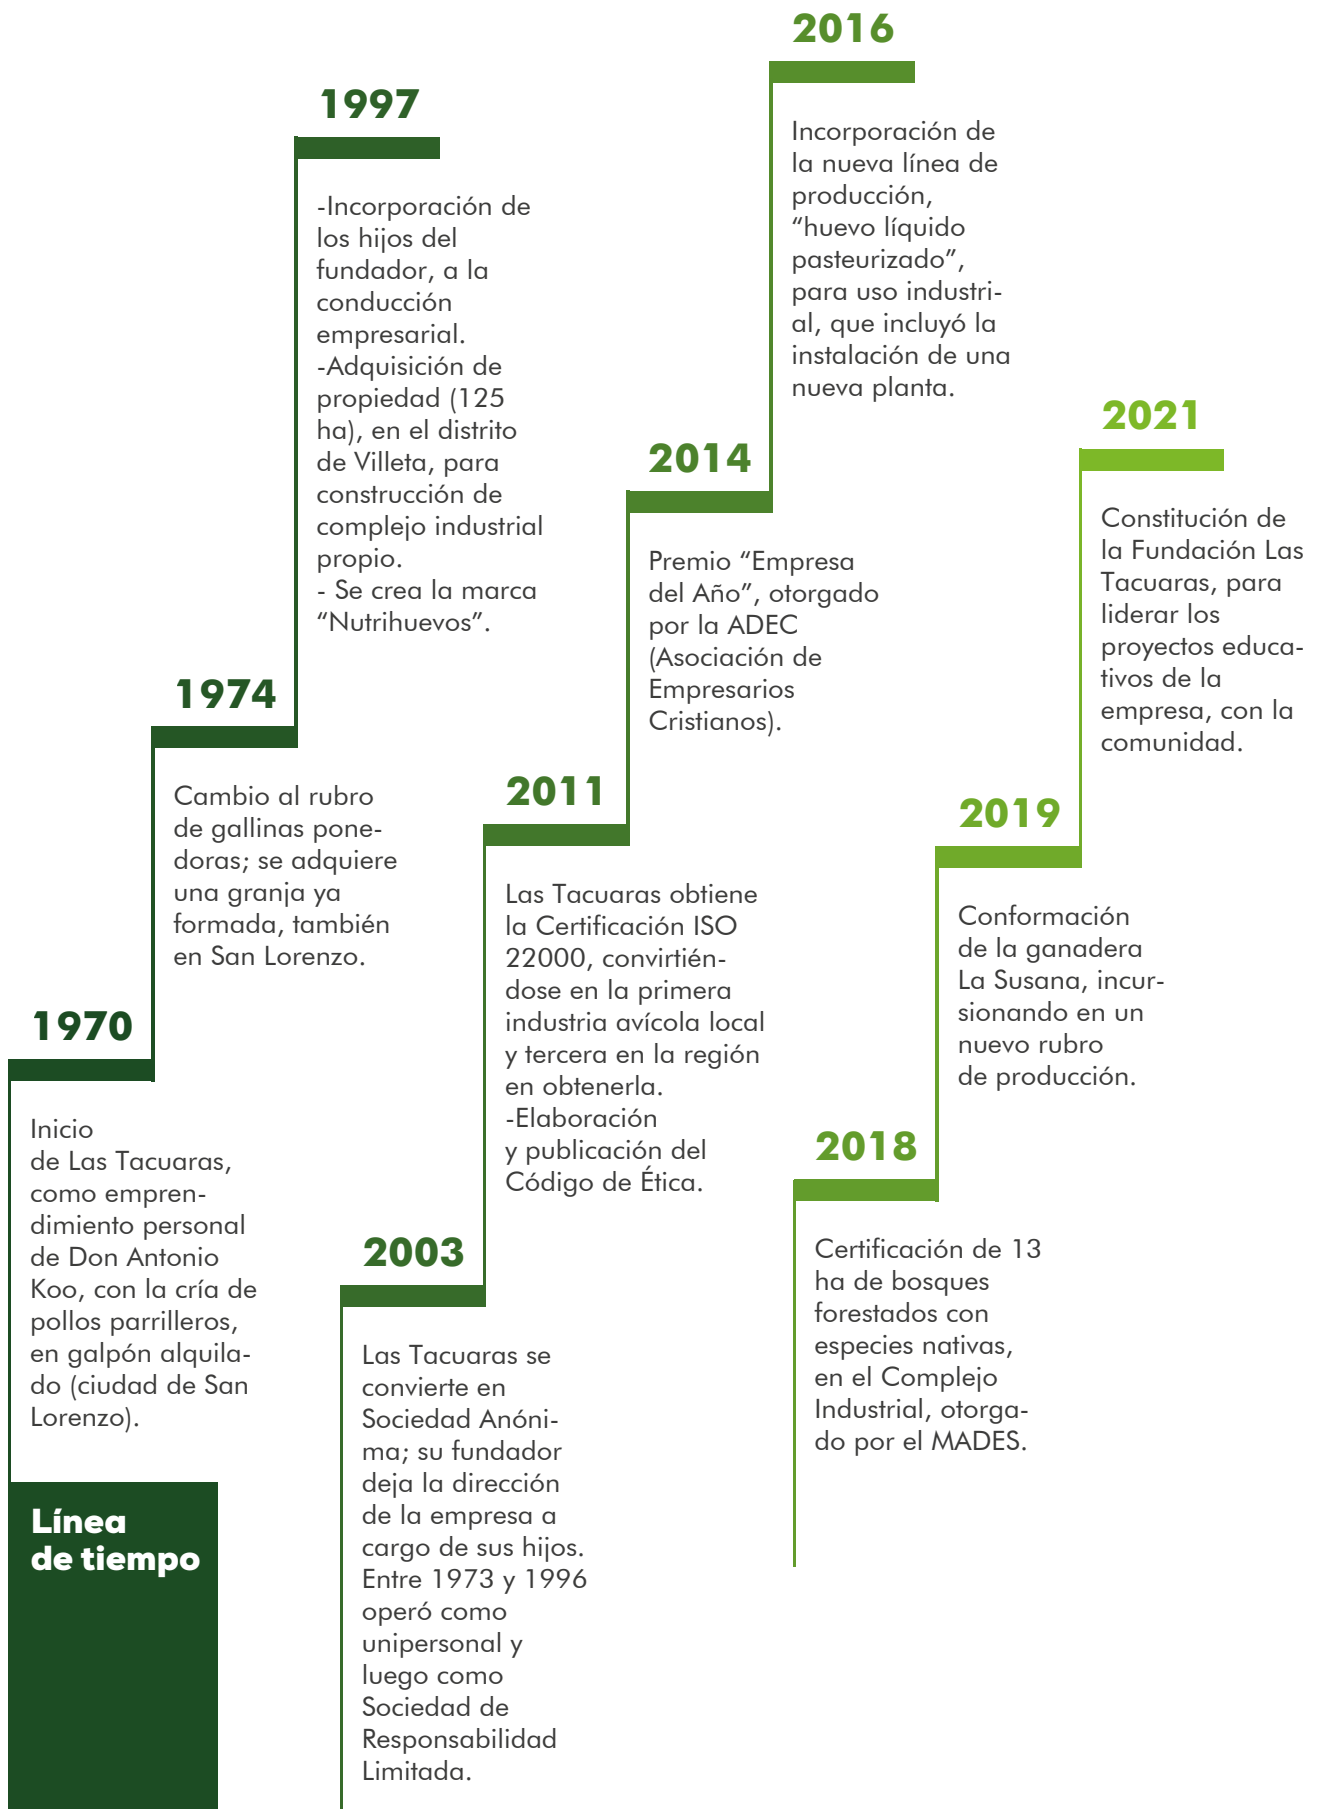 Línea
de tiempo
1970
Inicio
de Las Tacuaras,
como empren-
dimiento personal
de Don Antonio
Koo, con la cría de
pollos parrilleros,
en galpón alquila-
do (ciudad de San
Lorenzo).
1974
Cambio al rubro
de gallinas pone-
doras; se adquiere
una granja ya
formada, también
en San Lorenzo.
1997
-Incorporación de
los hijos del
fundador, a la
conducción
empresarial.
-Adquisición de
propiedad (125
ha), en el distrito
de Villeta, para
construcción de
complejo industrial
propio.
- Se crea la marca
“Nutrihuevos”.
2003
Las Tacuaras se
convierte en
Sociedad Anóni-
ma; su fundador
deja la dirección
de la empresa a
cargo de sus hijos.
Entre 1973 y 1996
operó como
unipersonal y
luego como
Sociedad de
Responsabilidad
Limitada.
2011
Las Tacuaras obtiene
la Certificación ISO
22000, convirtién-
dose en la primera
industria avícola local
y tercera en la región
en obtenerla.
-Elaboración
y publicación del
Código de Ética.
2014
Premio “Empresa
del Año”, otorgado
por la ADEC
(Asociación de
Empresarios
Cristianos).
2016
Incorporación de
la nueva línea de
producción,
“huevo líquido
pasteurizado”,
para uso industri-
al, que incluyó la
instalación de una
nueva planta.
2018
Certificación de 13
ha de bosques
forestados con
especies nativas,
en el Complejo
Industrial, otorga-
do por el MADES.
2019
Conformación
de la ganadera
La Susana, incur-
sionando en un
nuevo rubro
de producción.
2021
Constitución de
la Fundación Las
Tacuaras, para
liderar los
proyectos educa-
tivos de la
empresa, con la
comunidad.